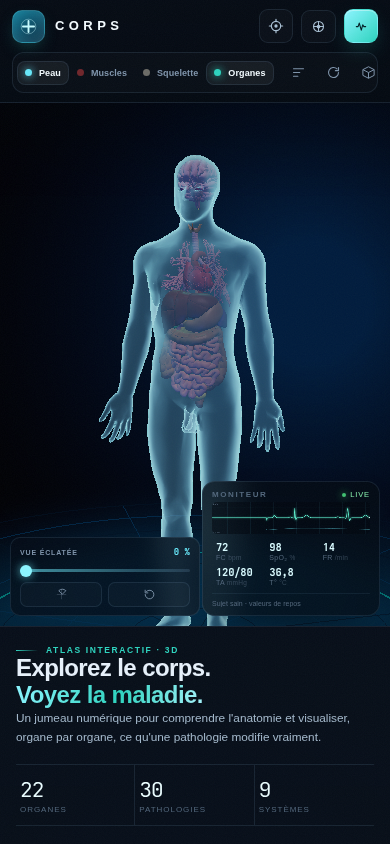 CORPS
Peau Muscles Squelette Organes
MONITEUR LIVE
72 98 14
FC bpm SpO₂ % FR /min
120/80 36,8
TA mmHg T° °C
Sujet sain · valeurs de repos
VUE ÉCLATÉE 0 %
ATLAS INTERACTIF · 3D
Explorez le corps.
Voyez la maladie.
Un jumeau numérique pour comprendre l'anatomie et visualiser,
organe par organe, ce qu'une pathologie modifie vraiment.
22 30 9
ORGANES PATHOLOGIES SYSTÈMES